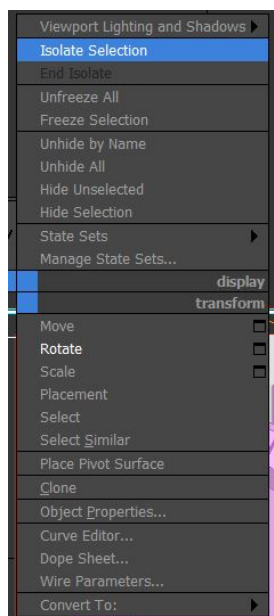 Viewport Lighting and Shadows
Isolate Selection
End Isolate
Unfreeze All
Freeze Selection
Unhide by Name
Unhide All
Hide Unselected
Hide Selection
State Sets
Manage State Sets...
display
transform
Move
Rotate
Scale
Placement
Select
Select Similar
Place Pivot Surface
Clone
Object Properties...
Curve Editor...
Dope Sheet...
Wire Parameters...
Convert To: